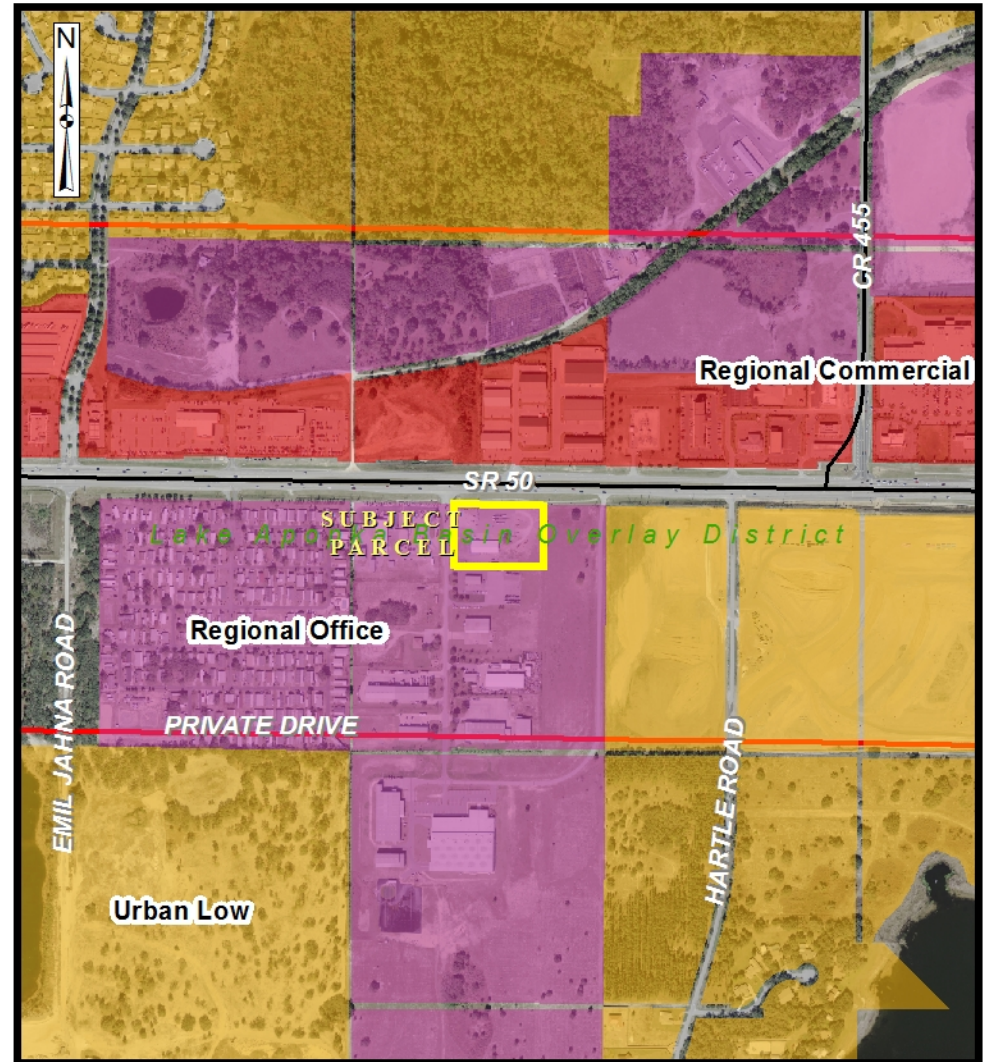 N
CR 455
Regional Commercial
SR 50
SUBJECT
PARCEL
Lake Apopka Basin Overlay District
Regional Office
EMIL JAHNA ROAD
PRIVATE DRIVE
HARTLE ROAD
Urban Low